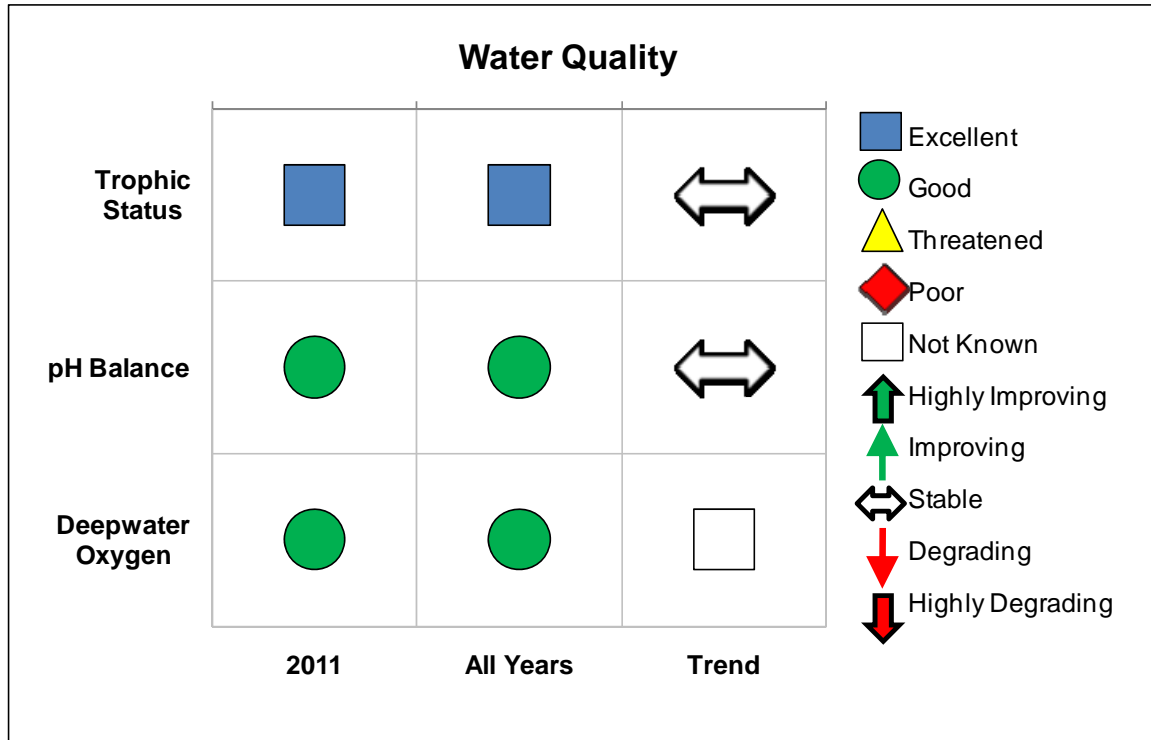 Water Quality
Trophic
Status
pH Balance
Deepwater
Oxygen
2011
All Years
Trend
Excellent
Good
Threatened
Poor
Not Known
Highly Improving
Improving
Stable
Degrading
Highly Degrading